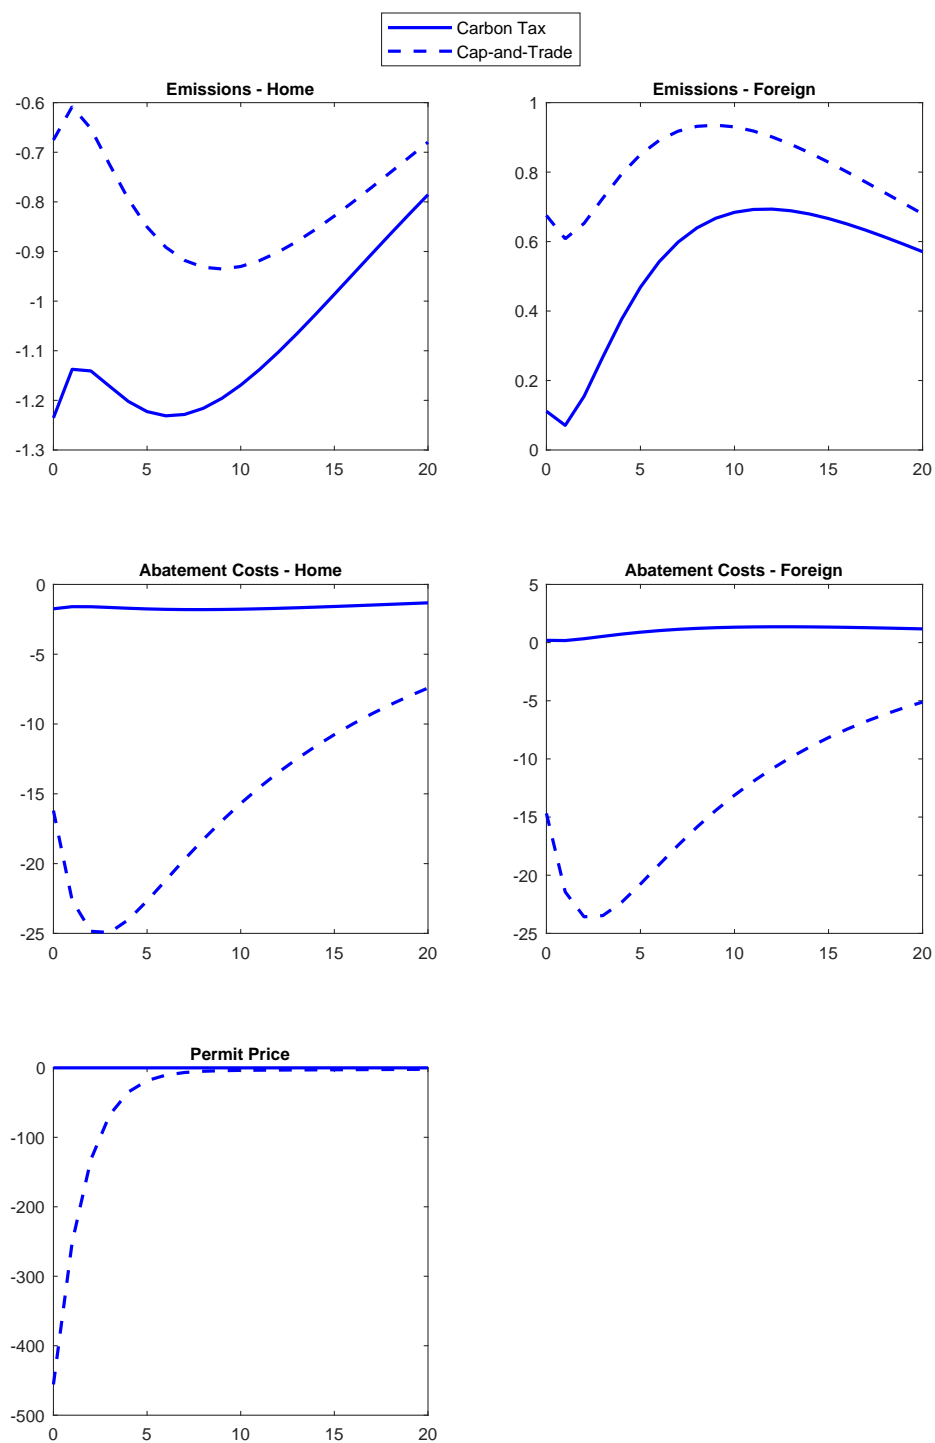 Carbon Tax
Cap-and-Trade
Emissions - Home
-0.6
-0.7
-0.8
-0.9
-1
-1.1
-1.2
-1.3
0 5 10 15 20
Emissions - Foreign
1
0.8
0.6
0.4
0.2
0
0 5 10 15 20
Abatement Costs - Home
0
-5
-10
-15
-20
-25
0 5 10 15 20
Abatement Costs - Foreign
5
0
-5
-10
-15
-20
-25
0 5 10 15 20
Permit Price
0
-100
-200
-300
-400
-500
0 5 10 15 20